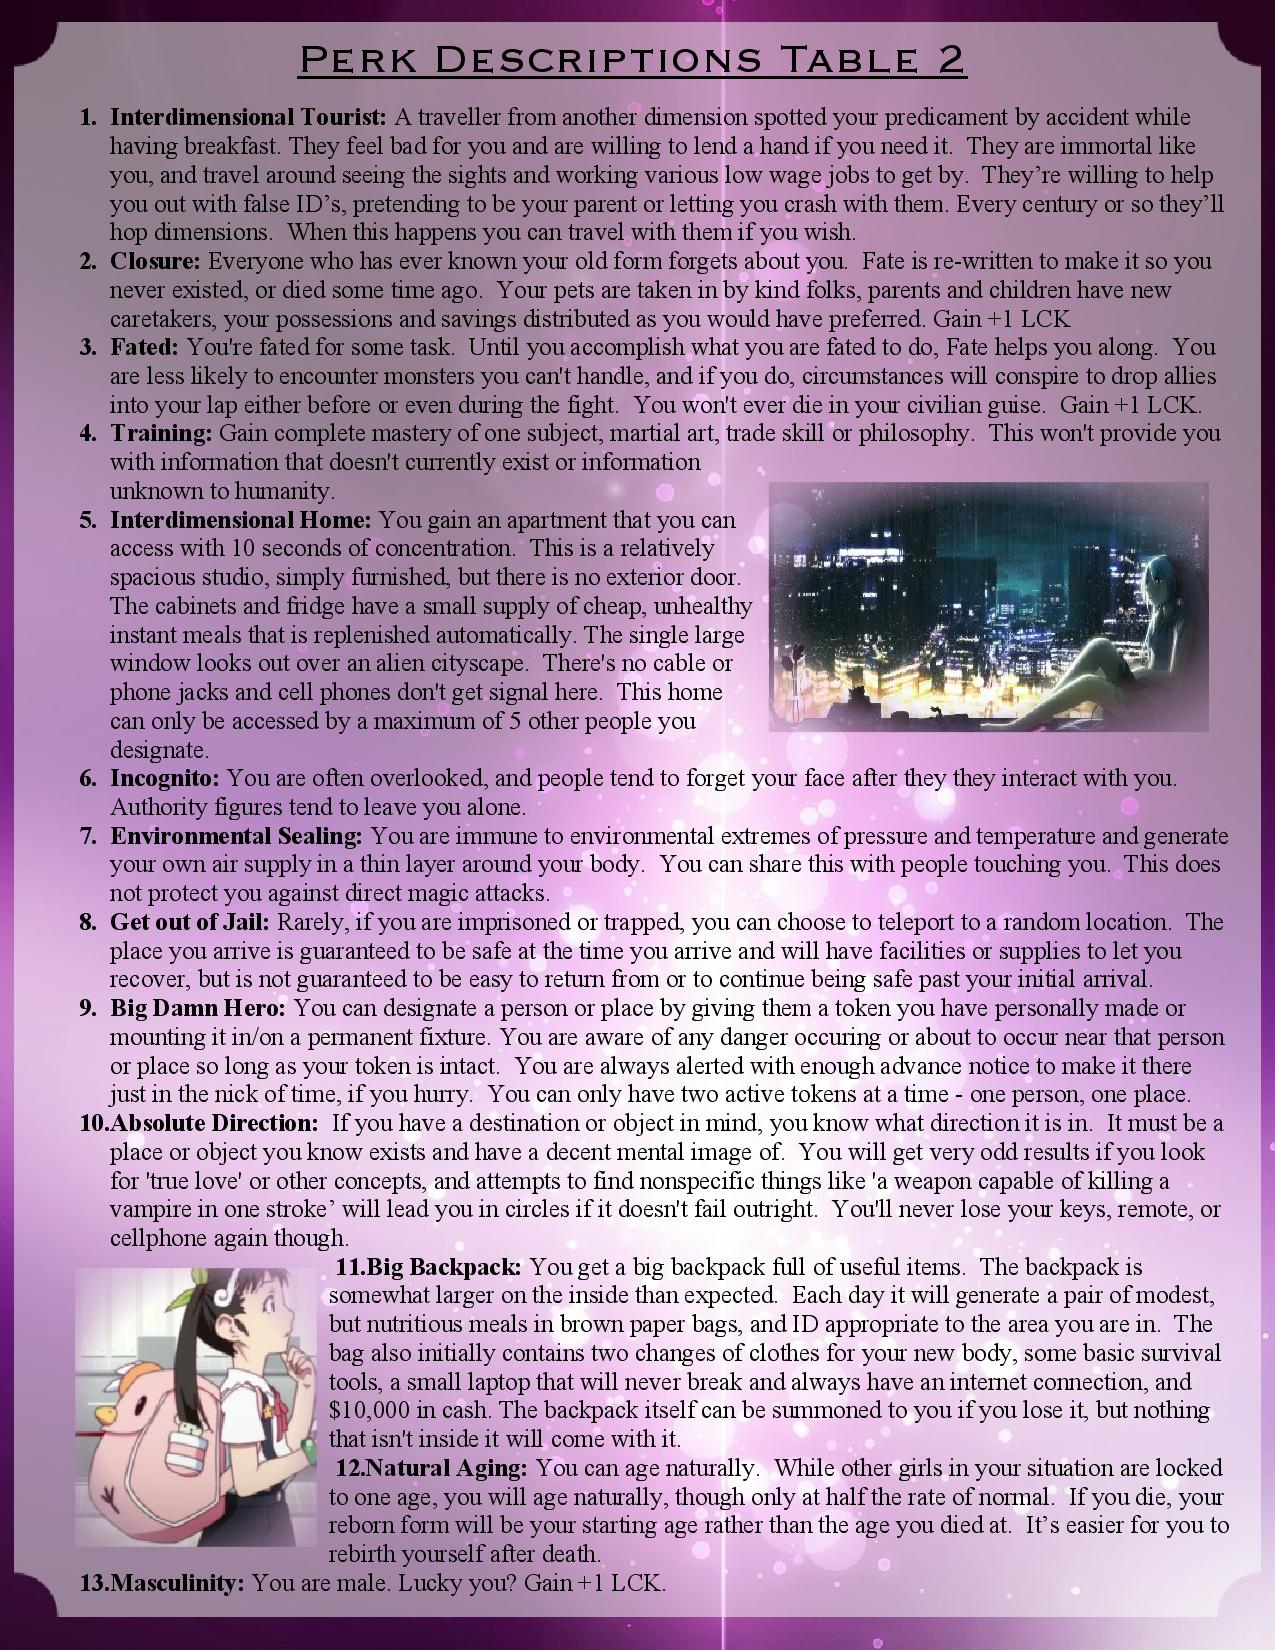 Perk Descriptions Table 2
1. Interdimensional Tourist: A traveller from another dimension spotted your predicament by accident while
having breakfast. They feel bad for you and are willing to lend a hand if you need it. They are immortal like
you, and travel around seeing the sights and working various low wage jobs to get by. They’re willing to help
you out with false ID’s, pretending to be your parent or letting you crash with them. Every century or so they’ll
hop dimensions. When this happens you can travel with them if you wish.
2. Closure: Everyone who has ever known your old form forgets about you. Fate is re-written to make it so you
never existed, or died some time ago. Your pets are taken in by kind folks, parents and children have new
caretakers, your possessions and savings distributed as you would have preferred. Gain +1 LCK
3. Fated: You're fated for some task. Until you accomplish what you are fated to do, Fate helps you along. You
are less likely to encounter monsters you can't handle, and if you do, circumstances will conspire to drop allies
into your lap either before or even during the fight. You won't ever die in your civilian guise. Gain +1 LCK.
4. Training: Gain complete mastery of one subject, martial art, trade skill or philosophy. This won't provide you
with information that doesn't currently exist or information
unknown to humanity.
5. Interdimensional Home: You gain an apartment that you can
access with 10 seconds of concentration. This is a relatively
spacious studio, simply furnished, but there is no exterior door.
The cabinets and fridge have a small supply of cheap, unhealthy
instant meals that is replenished automatically. The single large
window looks out over an alien cityscape. There's no cable or
phone jacks and cell phones don't get signal here. This home
can only be accessed by a maximum of 5 other people you
designate.
6. Incognito: You are often overlooked, and people tend to forget your face after they they interact with you.
Authority figures tend to leave you alone.
7. Environmental Sealing: You are immune to environmental extremes of pressure and temperature and generate
your own air supply in a thin layer around your body. You can share this with people touching you. This does
not protect you against direct magic attacks.
8. Get out of Jail: Rarely, if you are imprisoned or trapped, you can choose to teleport to a random location. The
place you arrive is guaranteed to be safe at the time you arrive and will have facilities or supplies to let you
recover, but is not guaranteed to be easy to return from or to continue being safe past your initial arrival.
9. Big Damn Hero: You can designate a person or place by giving them a token you have personally made or
mounting it in/on a permanent fixture. You are aware of any danger occuring or about to occur near that person
or place so long as your token is intact. You are always alerted with enough advance notice to make it there
just in the nick of time, if you hurry. You can only have two active tokens at a time - one person, one place.
10.Absolute Direction: If you have a destination or object in mind, you know what direction it is in. It must be a
place or object you know exists and have a decent mental image of. You will get very odd results if you look
for 'true love' or other concepts, and attempts to find nonspecific things like 'a weapon capable of killing a
vampire in one stroke’ will lead you in circles if it doesn't fail outright. You'll never lose your keys, remote, or
cellphone again though.
11.Big Backpack: You get a big backpack full of useful items. The backpack is
somewhat larger on the inside than expected. Each day it will generate a pair of modest,
but nutritious meals in brown paper bags, and ID appropriate to the area you are in. The
bag also initially contains two changes of clothes for your new body, some basic survival
tools, a small laptop that will never break and always have an internet connection, and
$10,000 in cash. The backpack itself can be summoned to you if you lose it, but nothing
that isn't inside it will come with it.
12.Natural Aging: You can age naturally. While other girls in your situation are locked
to one age, you will age naturally, though only at half the rate of normal. If you die, your
reborn form will be your starting age rather than the age you died at. It’s easier for you to
rebirth yourself after death.
13.Masculinity: You are male. Lucky you? Gain +1 LCK.